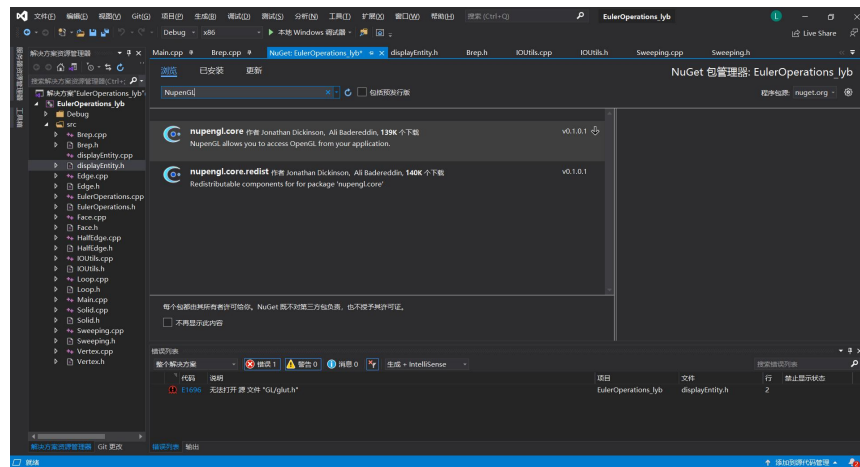 文件(F) 编辑(E) 视图(V) Git(G) 项目(P) 生成(B) 调试(D) 测试(S) 分析(N) 工具(T) 扩展(X) 窗口(W) 帮助(H) 搜索 (Ctrl+Q) EulerOperations_lyb L
Debug x86 本地 Windows 调试器 Live Share
服务器资源管理器
工具箱
解决方案资源管理器
搜索解决方案资源管理器(Ctrl+;
解决方案"EulerOperations_lyb"
EulerOperations_lyb
Debug
src
Brep.cpp
Brep.h
displayEntity.cpp
displayEntity.h
Edge.cpp
Edge.h
EulerOperations.cpp
EulerOperations.h
Face.cpp
Face.h
HalfEdge.cpp
HalfEdge.h
IOUtils.cpp
IOUtils.h
Loop.cpp
Loop.h
Main.cpp
Solid.cpp
Solid.h
Sweeping.cpp
Sweeping.h
Vertex.cpp
Vertex.h
解决方案资源管理器 Git 更改
Main.cpp Brep.cpp NuGet: EulerOperations_lyb* displayEntity.h Brep.h IOUtils.cpp IOUtils.h Sweeping.cpp Sweeping.h
浏览 已安装 更新 NuGet 包管理器: EulerOperations_lyb
NupenGL 包括预发行版 程序包源: nuget.org
nupengl.core 作者 Jonathan Dickinson, Ali Badereddin, 139K 个下载 v0.1.0.1
NupenGL allows you to access OpenGL from your application.
nupengl.core.redist 作者 Jonathan Dickinson, Ali Badereddin, 140K 个下载 v0.1.0.1
Redistributable components for for package 'nupengl.core'
每个包都由其所有者许可给你。NuGet 既不对第三方包负责，也不授予其许可证。
不再显示此内容
错误列表
整个解决方案 错误 1 警告 0 消息 0 生成 + IntelliSense 搜索错误列表
代码 说明 项目 文件 行 禁止显示状态
E1696 无法打开 源 文件 "GL/glut.h" EulerOperations_lyb displayEntity.h 2
错误列表 输出
就绪 添加到源代码管理